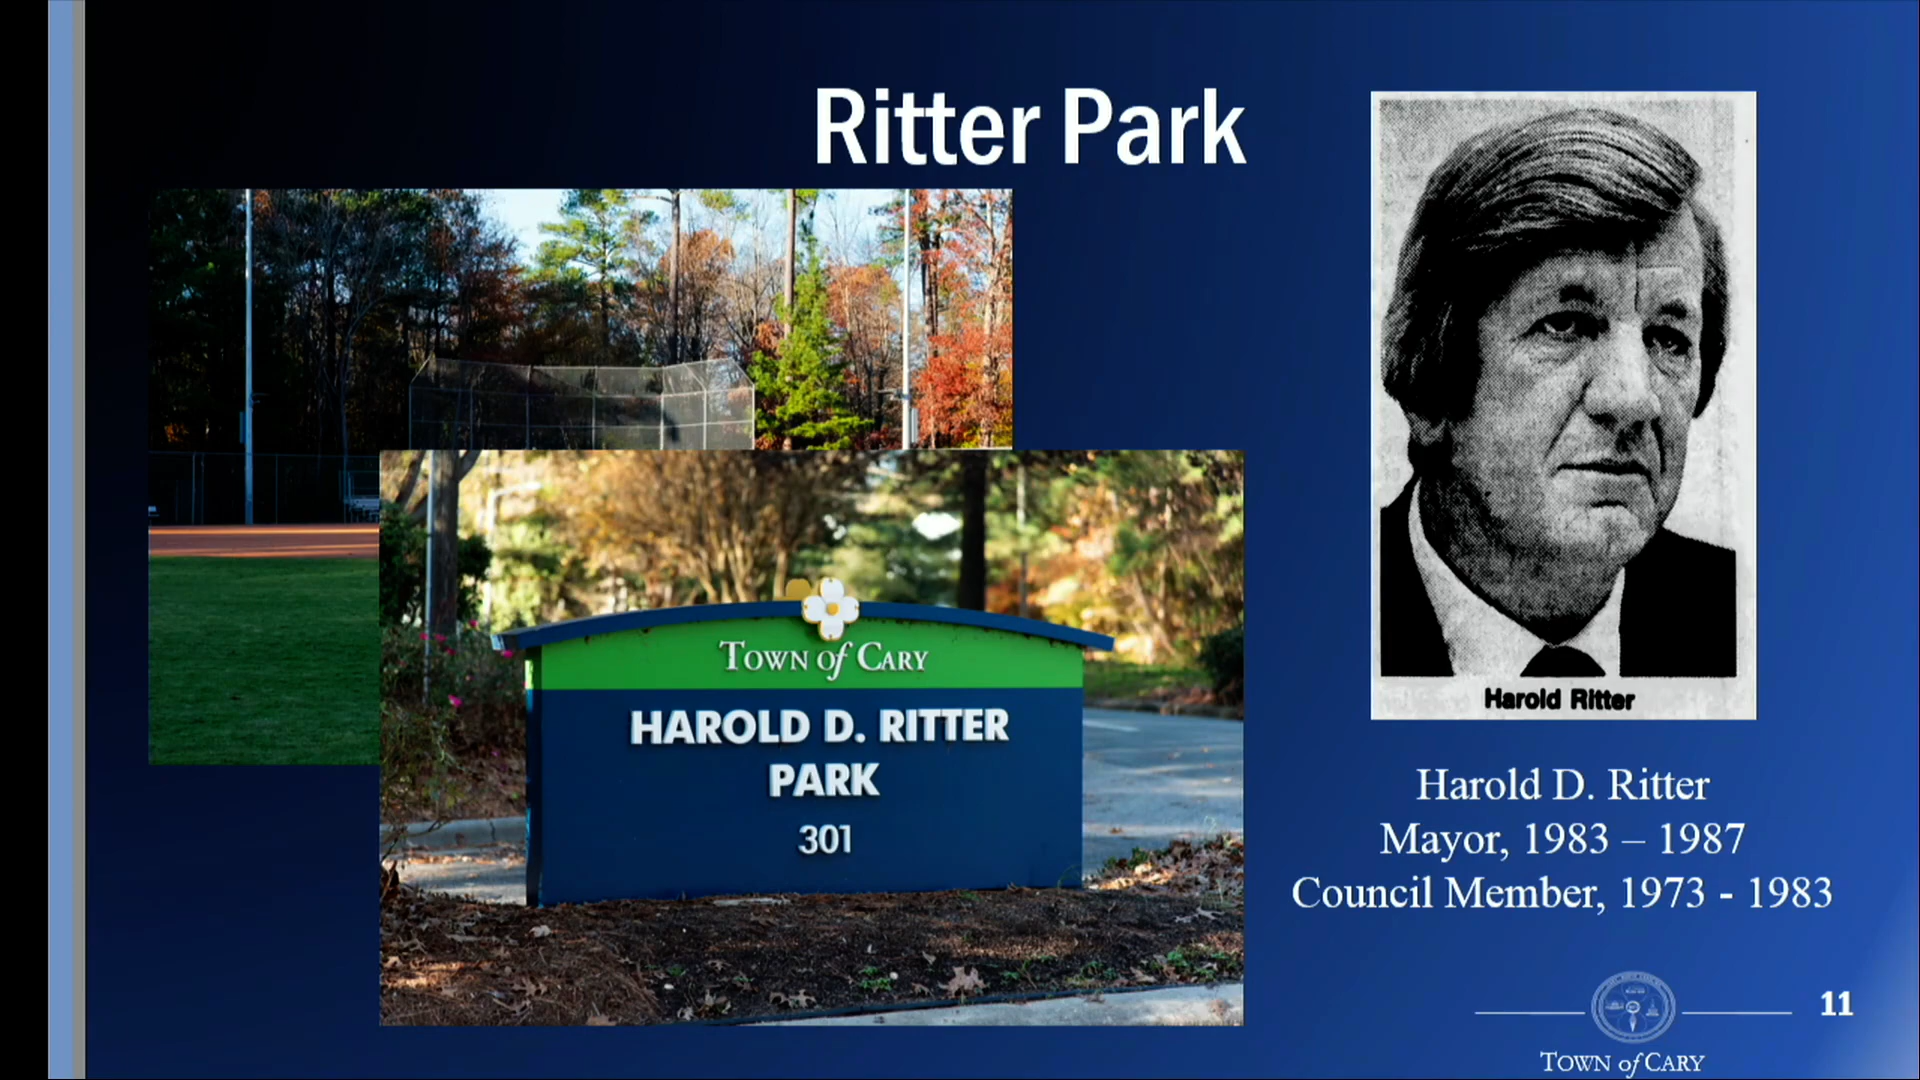 Ritter Park
TOWN of CARY
HAROLD D. RITTER
PARK
301
Harold Ritter
Harold D. Ritter
Mayor, 1983 – 1987
Council Member, 1973 - 1983
11
TOWN of CARY